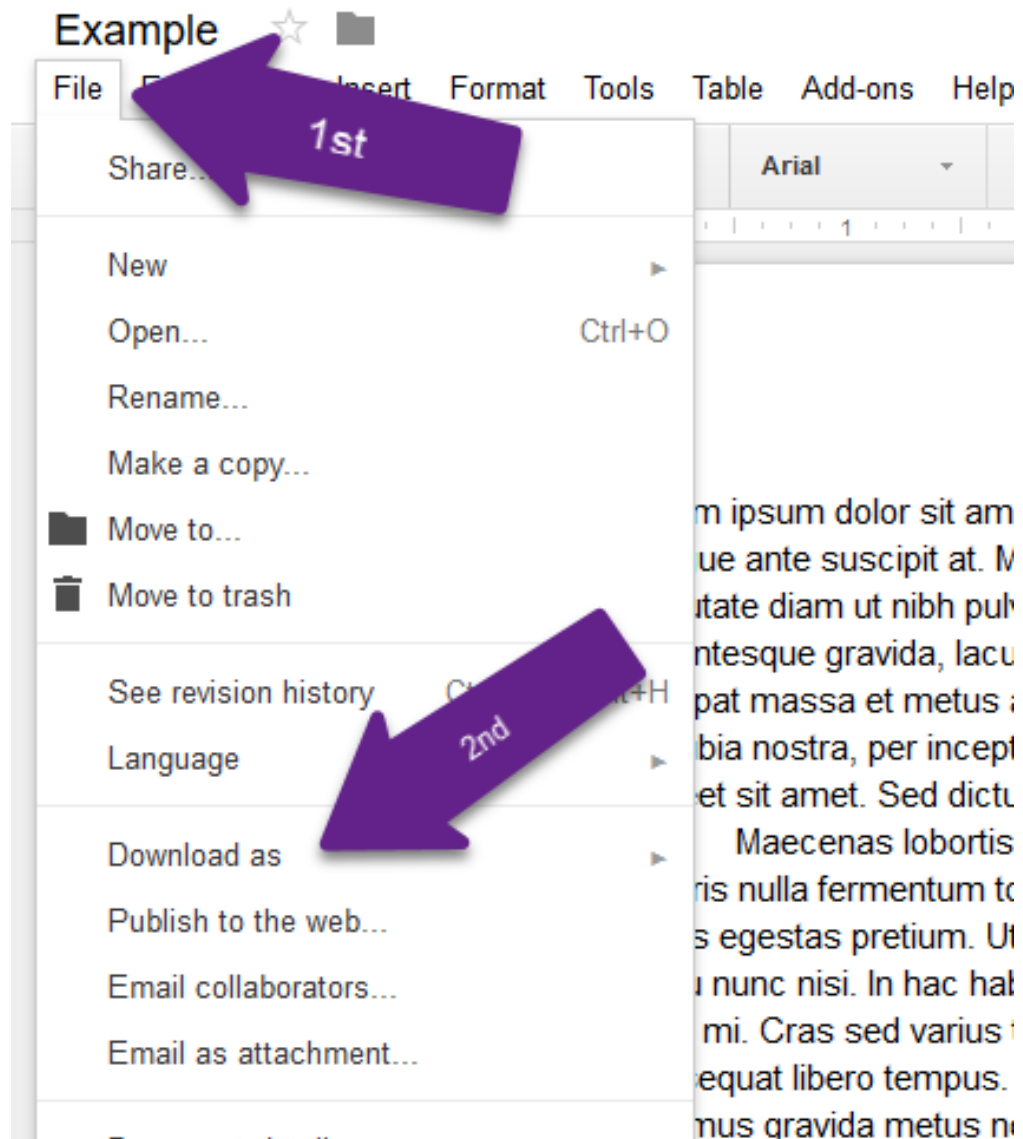 Example
File Insert Format Tools Table Add-ons Help
1st
Share...
Arial
1
New
Open... Ctrl+O
Rename...
Make a copy...
Move to...
Move to trash
See revision history
Language
2nd
Download as
Publish to the web...
Email collaborators...
Email as attachment...
m ipsum dolor sit am
ue ante suscipit at. M
tate diam ut nibh pulv
ntesque gravida, lacu
pat massa et metus a
bia nostra, per incept
et sit amet. Sed dictu
Maecenas lobortis
ris nulla fermentum to
s egestas pretium. Ut
nunc nisi. In hac hab
mi. Cras sed varius t
equat libero tempus.
mus gravida metus ne